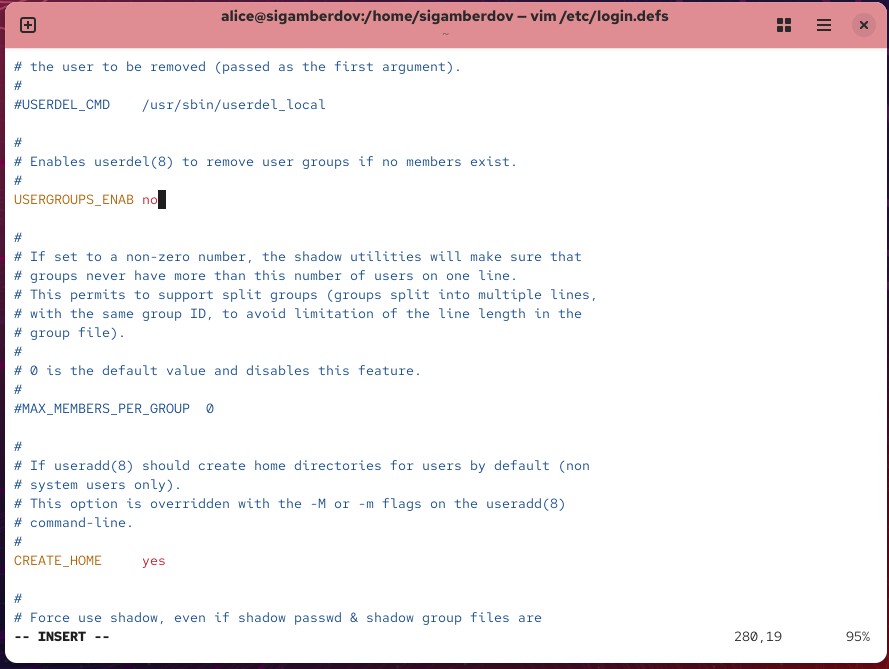 alice@sigamberdov:/home/sigamberdov — vim /etc/login.defs
~
# the user to be removed (passed as the first argument).
#
#USERDEL_CMD    /usr/sbin/userdel_local

#
# Enables userdel(8) to remove user groups if no members exist.
#
USERGROUPS_ENAB no

#
# If set to a non-zero number, the shadow utilities will make sure that
# groups never have more than this number of users on one line.
# This permits to support split groups (groups split into multiple lines,
# with the same group ID, to avoid limitation of the line length in the
# group file).
#
# 0 is the default value and disables this feature.
#
#MAX_MEMBERS_PER_GROUP  0

#
# If useradd(8) should create home directories for users by default (non
# system users only).
# This option is overridden with the -M or -m flags on the useradd(8)
# command-line.
#
CREATE_HOME     yes

#
# Force use shadow, even if shadow passwd & shadow group files are
-- INSERT --                                                                              280,19        95%